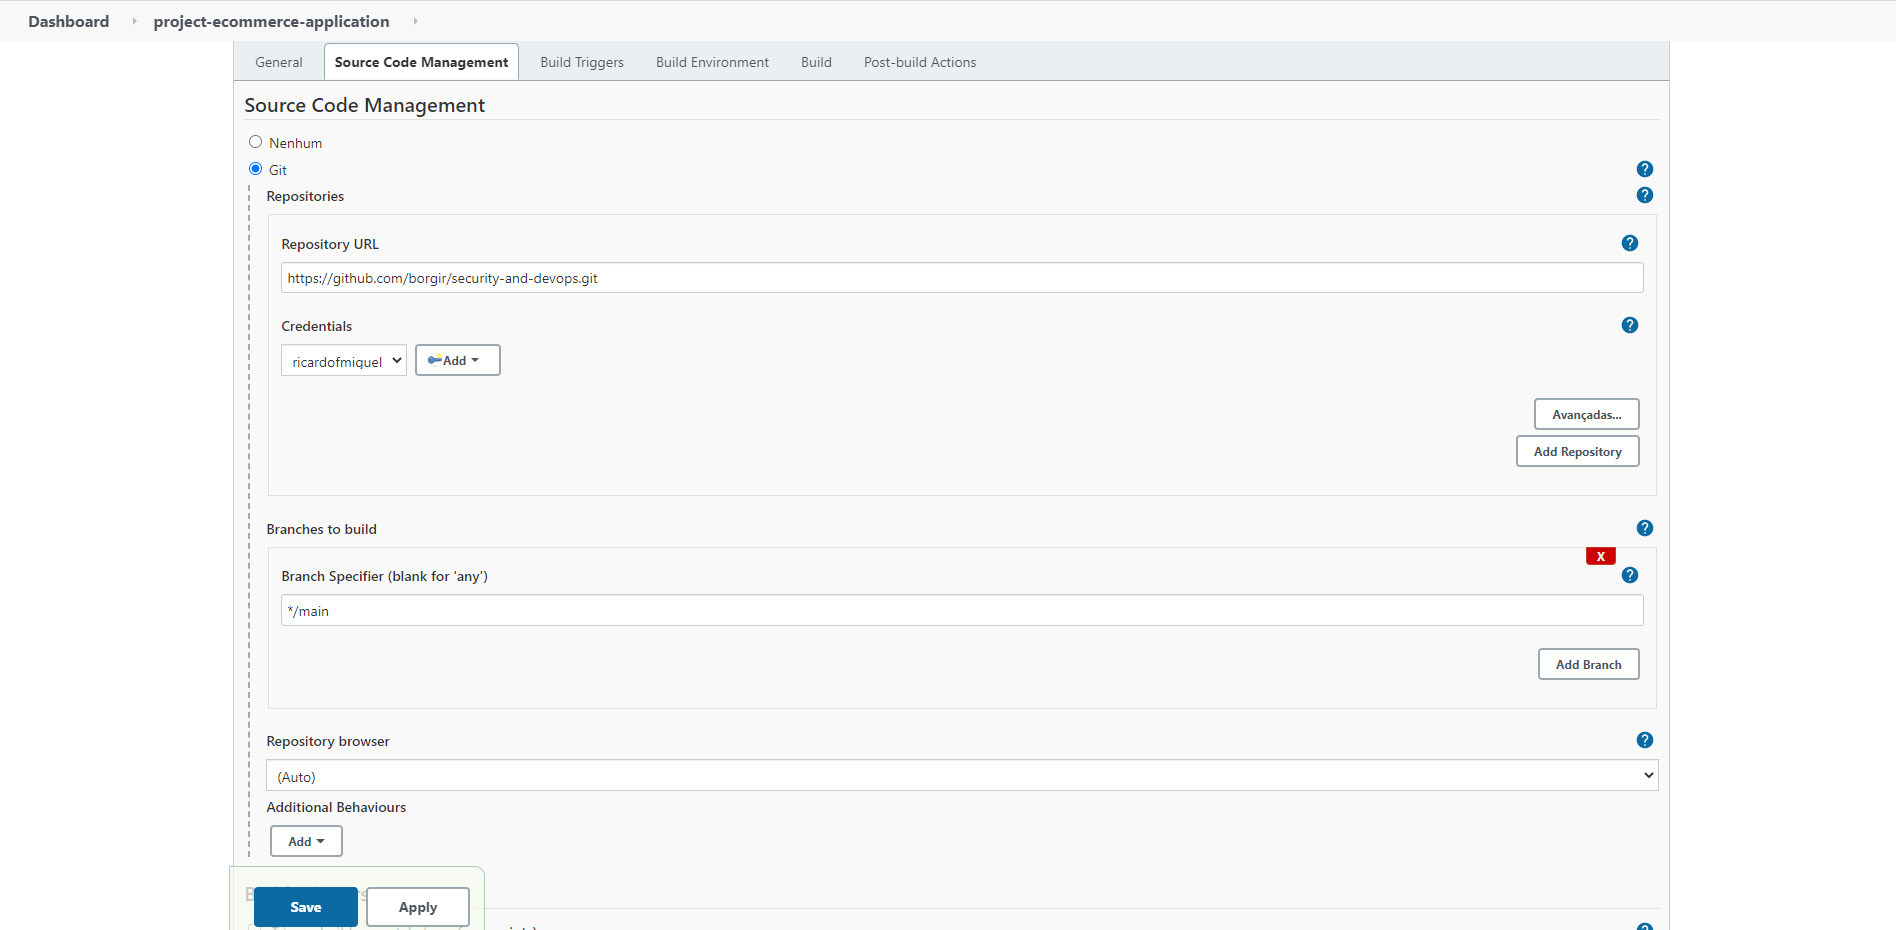 Dashboard project-ecommerce-application
General Source Code Management Build Triggers Build Environment Build Post-build Actions
Source Code Management
Nenhum
Git
Repositories
Repository URL
https://github.com/borgir/security-and-devops.git
Credentials
ricardofmiguel Add
Avançadas...
Add Repository
Branches to build
X
Branch Specifier (blank for 'any')
*/main
Add Branch
Repository browser
(Auto)
Additional Behaviours
Add
Save Apply